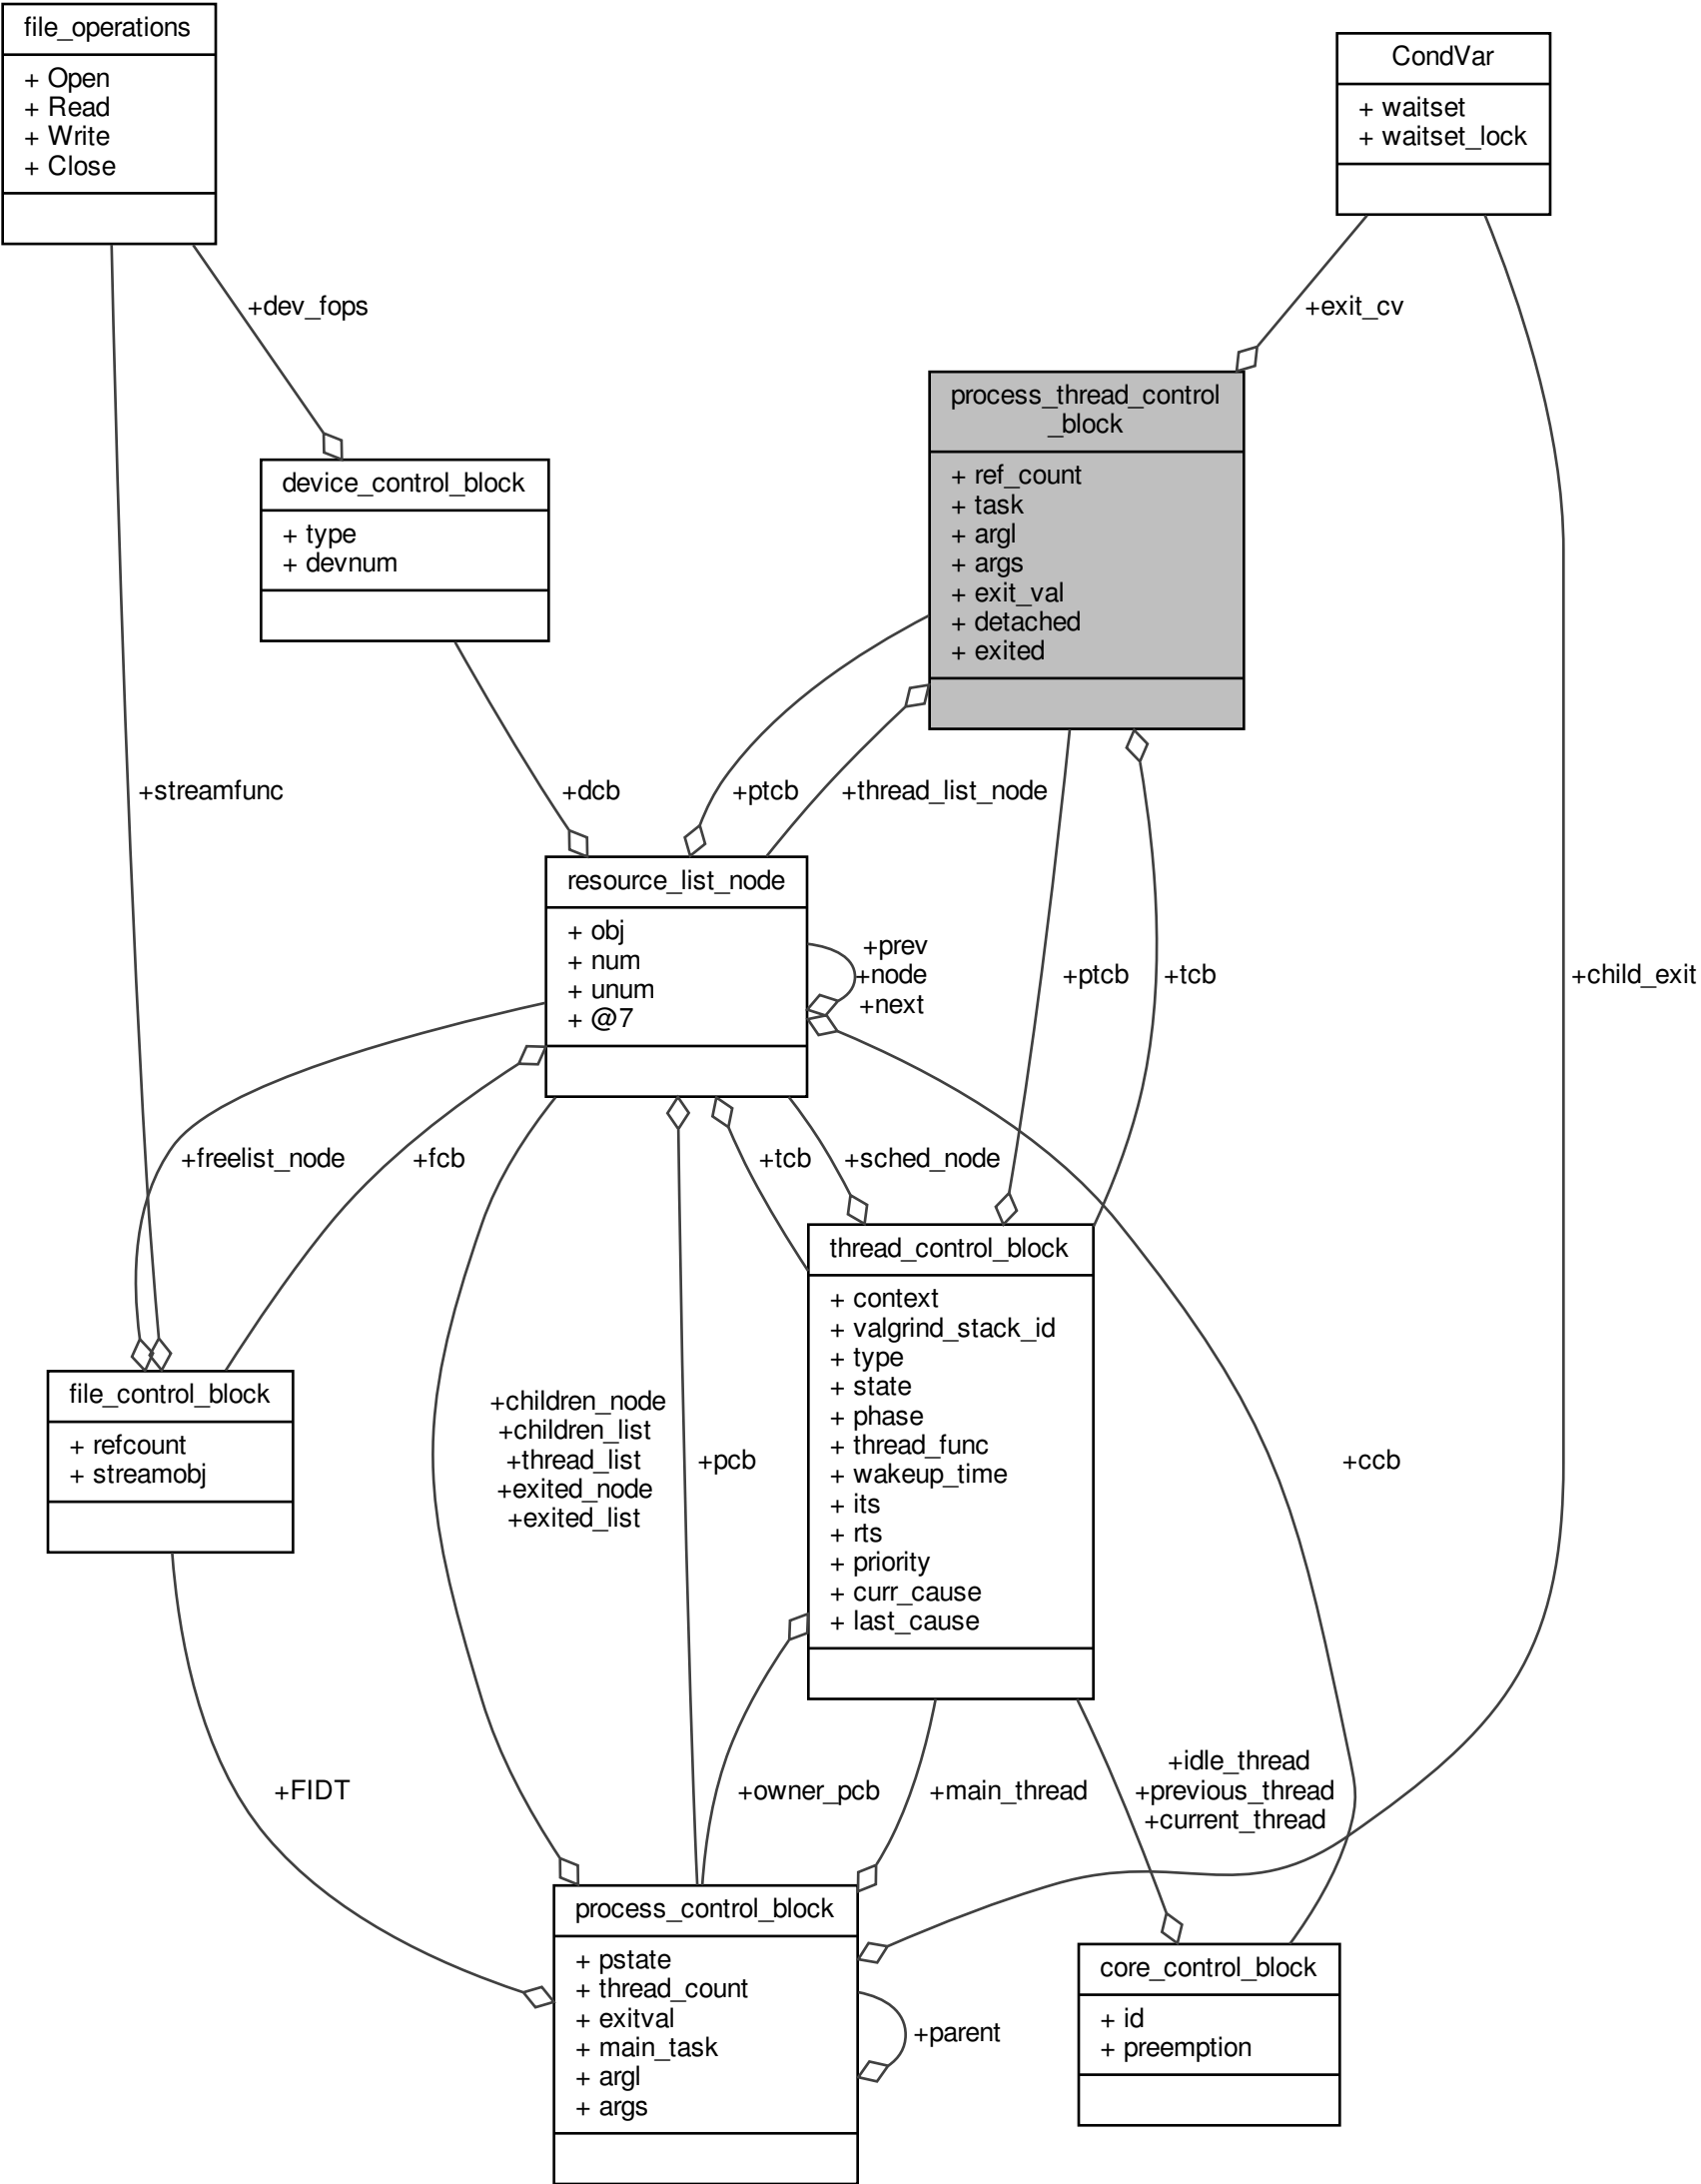 file_operations
+ Open
+ Read
+ Write
+ Close
CondVar
+ waitset
+ waitset_lock
+dev_fops
+exit_cv
process_thread_control
_block
+ ref_count
+ task
+ argl
+ args
+ exit_val
+ detached
+ exited
device_control_block
+ type
+ devnum
+streamfunc
+dcb
+ptcb
+thread_list_node
resource_list_node
+ obj
+ num
+ unum
+ @7
+prev
+node
+next
+ptcb
+tcb
+child_exit
+freelist_node
+fcb
+tcb
+sched_node
thread_control_block
+ context
+ valgrind_stack_id
+ type
+ state
+ phase
+ thread_func
+ wakeup_time
+ its
+ rts
+ priority
+ curr_cause
+ last_cause
file_control_block
+ refcount
+ streamobj
+children_node
+children_list
+thread_list
+exited_node
+exited_list
+pcb
+ccb
+FIDT
+owner_pcb
+main_thread
+idle_thread
+previous_thread
+current_thread
process_control_block
+ pstate
+ thread_count
+ exitval
+ main_task
+ argl
+ args
+parent
core_control_block
+ id
+ preemption